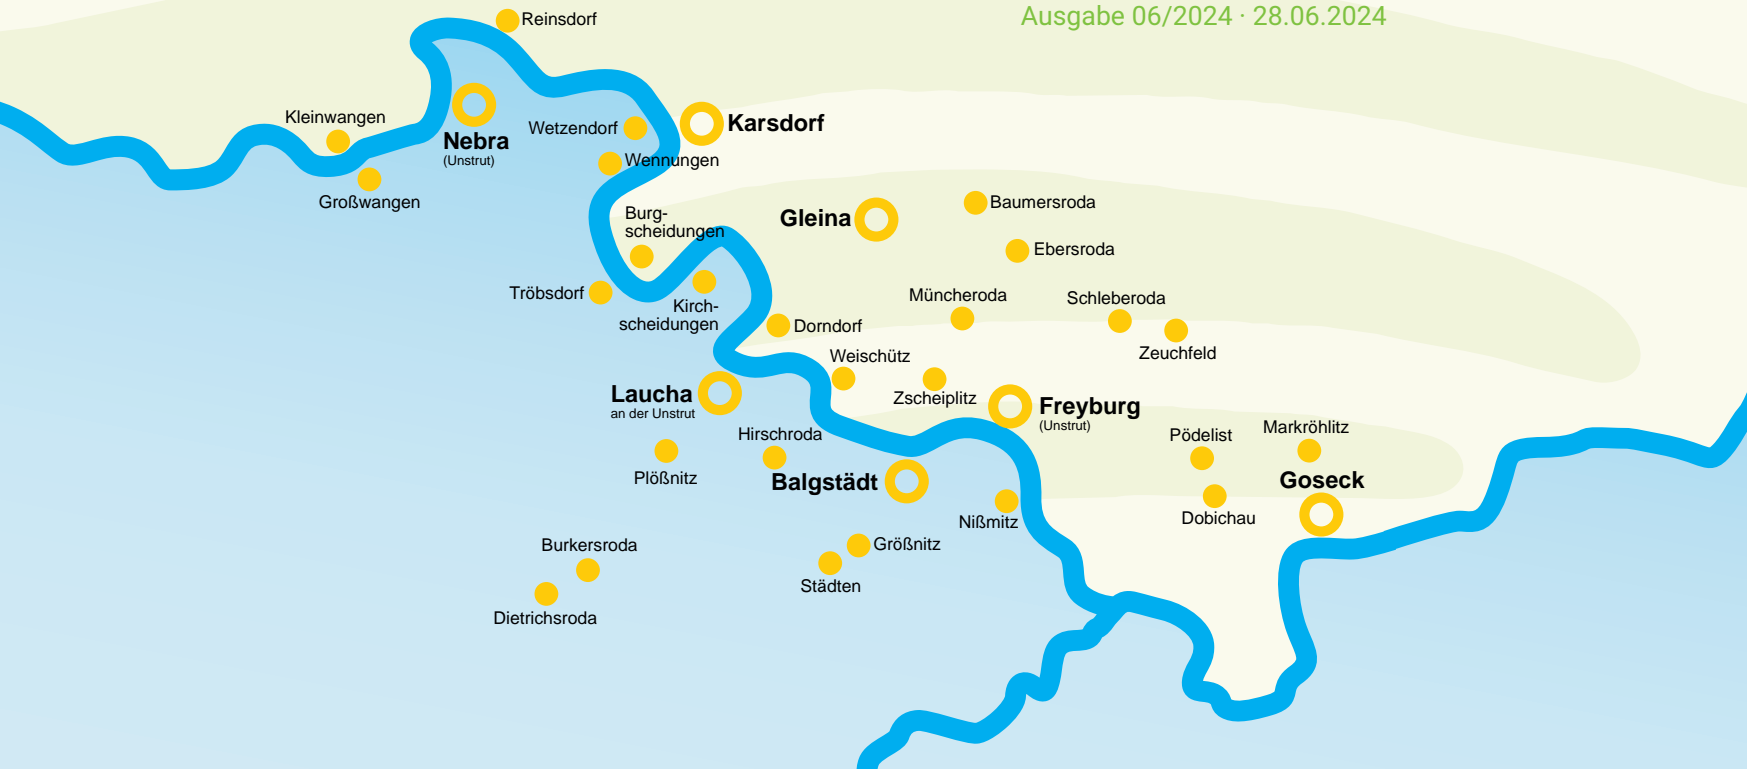 Ausgabe 06/2024 · 28.06.2024
Reinsdorf
Kleinwangen
Nebra
(Unstrut)
Wetzendorf
Karsdorf
Wennungen
Großwangen
Burg-
scheidungen
Gleina
Baumersroda
Ebersroda
Tröbsdorf
Kirch-
scheidungen
Dorndorf
Müncheroda
Schleberoda
Zeuchfeld
Weischütz
Zscheiplitz
Laucha
an der Unstrut
Freyburg
(Unstrut)
Hirschroda
Plößnitz
Balgstädt
Pödelist
Markröhlitz
Goseck
Nißmitz
Dobichau
Burkersroda
Größnitz
Städten
Dietrichsroda